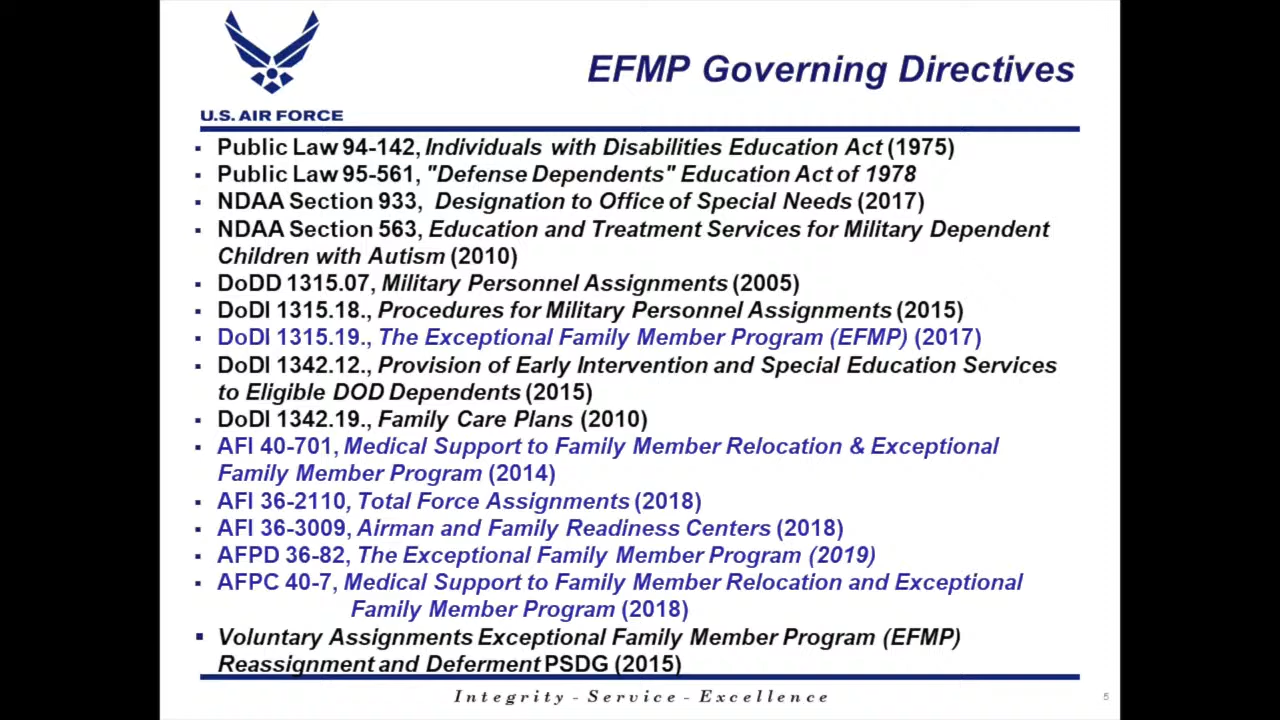 U.S. AIR FORCE
EFMP Governing Directives
▪ Public Law 94-142, Individuals with Disabilities Education Act (1975)
▪ Public Law 95-561, "Defense Dependents" Education Act of 1978
▪ NDAA Section 933, Designation to Office of Special Needs (2017)
▪ NDAA Section 563, Education and Treatment Services for Military Dependent
Children with Autism (2010)
▪ DoDD 1315.07, Military Personnel Assignments (2005)
▪ DoDI 1315.18., Procedures for Military Personnel Assignments (2015)
▪ DoDI 1315.19., The Exceptional Family Member Program (EFMP) (2017)
▪ DoDI 1342.12., Provision of Early Intervention and Special Education Services
to Eligible DOD Dependents (2015)
▪ DoDI 1342.19., Family Care Plans (2010)
▪ AFI 40-701, Medical Support to Family Member Relocation & Exceptional
Family Member Program (2014)
▪ AFI 36-2110, Total Force Assignments (2018)
▪ AFI 36-3009, Airman and Family Readiness Centers (2018)
▪ AFPD 36-82, The Exceptional Family Member Program (2019)
▪ AFPC 40-7, Medical Support to Family Member Relocation and Exceptional
Family Member Program (2018)
▪ Voluntary Assignments Exceptional Family Member Program (EFMP)
Reassignment and Deferment PSDG (2015)
Integrity - Service - Excellence
5